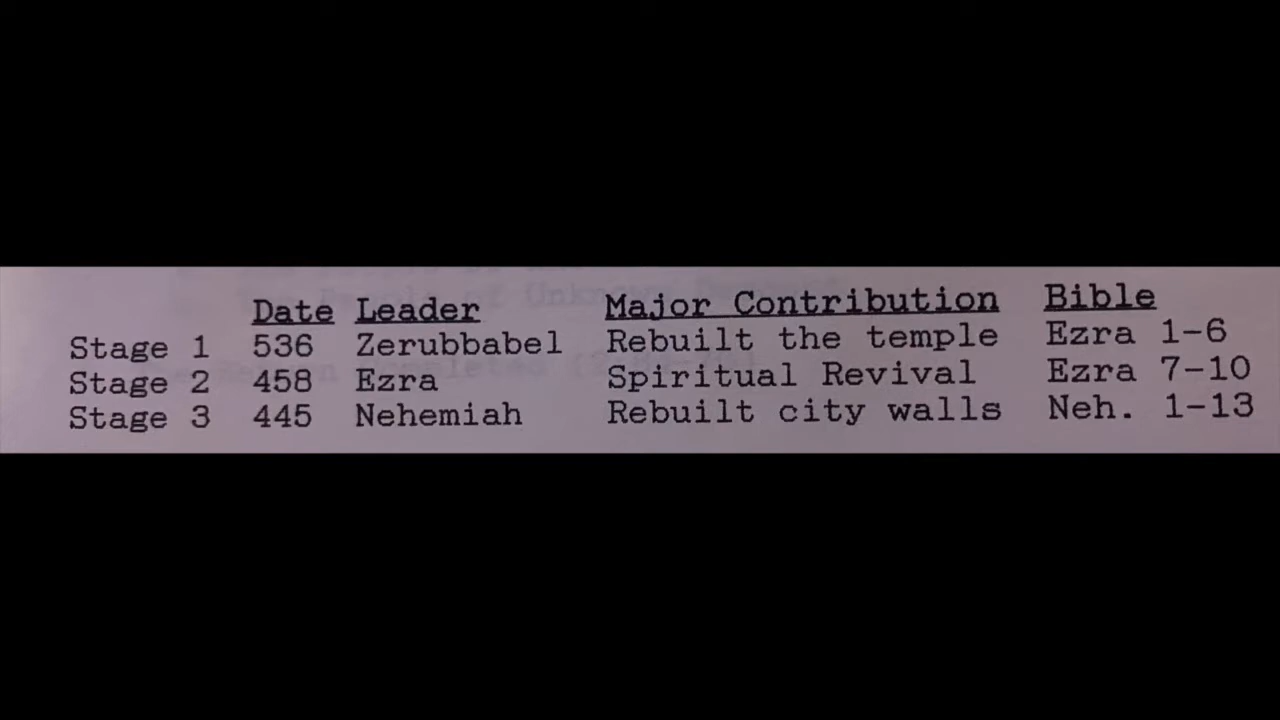 Date Leader Major Contribution Bible
Stage 1 536 Zerubbabel Rebuilt the temple Ezra 1-6
Stage 2 458 Ezra Spiritual Revival Ezra 7-10
Stage 3 445 Nehemiah Rebuilt city walls Neh. 1-13